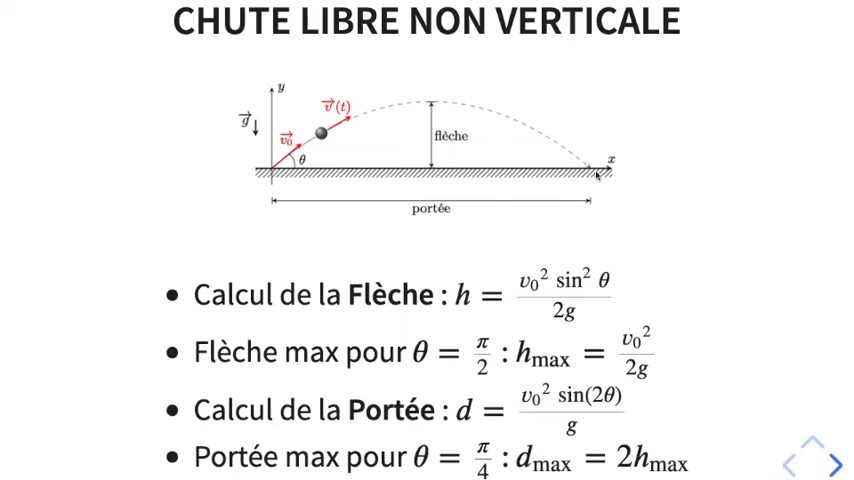 CHUTE LIBRE NON VERTICALE
y
v⃗(t)
g⃗
v⃗₀
θ
flèche
x
portée
• Calcul de la Flèche : h = v₀² sin² θ / 2g
• Flèche max pour θ = π/2 : hmax = v₀² / 2g
• Calcul de la Portée : d = v₀² sin(2θ) / g
• Portée max pour θ = π/4 : dmax = 2hmax